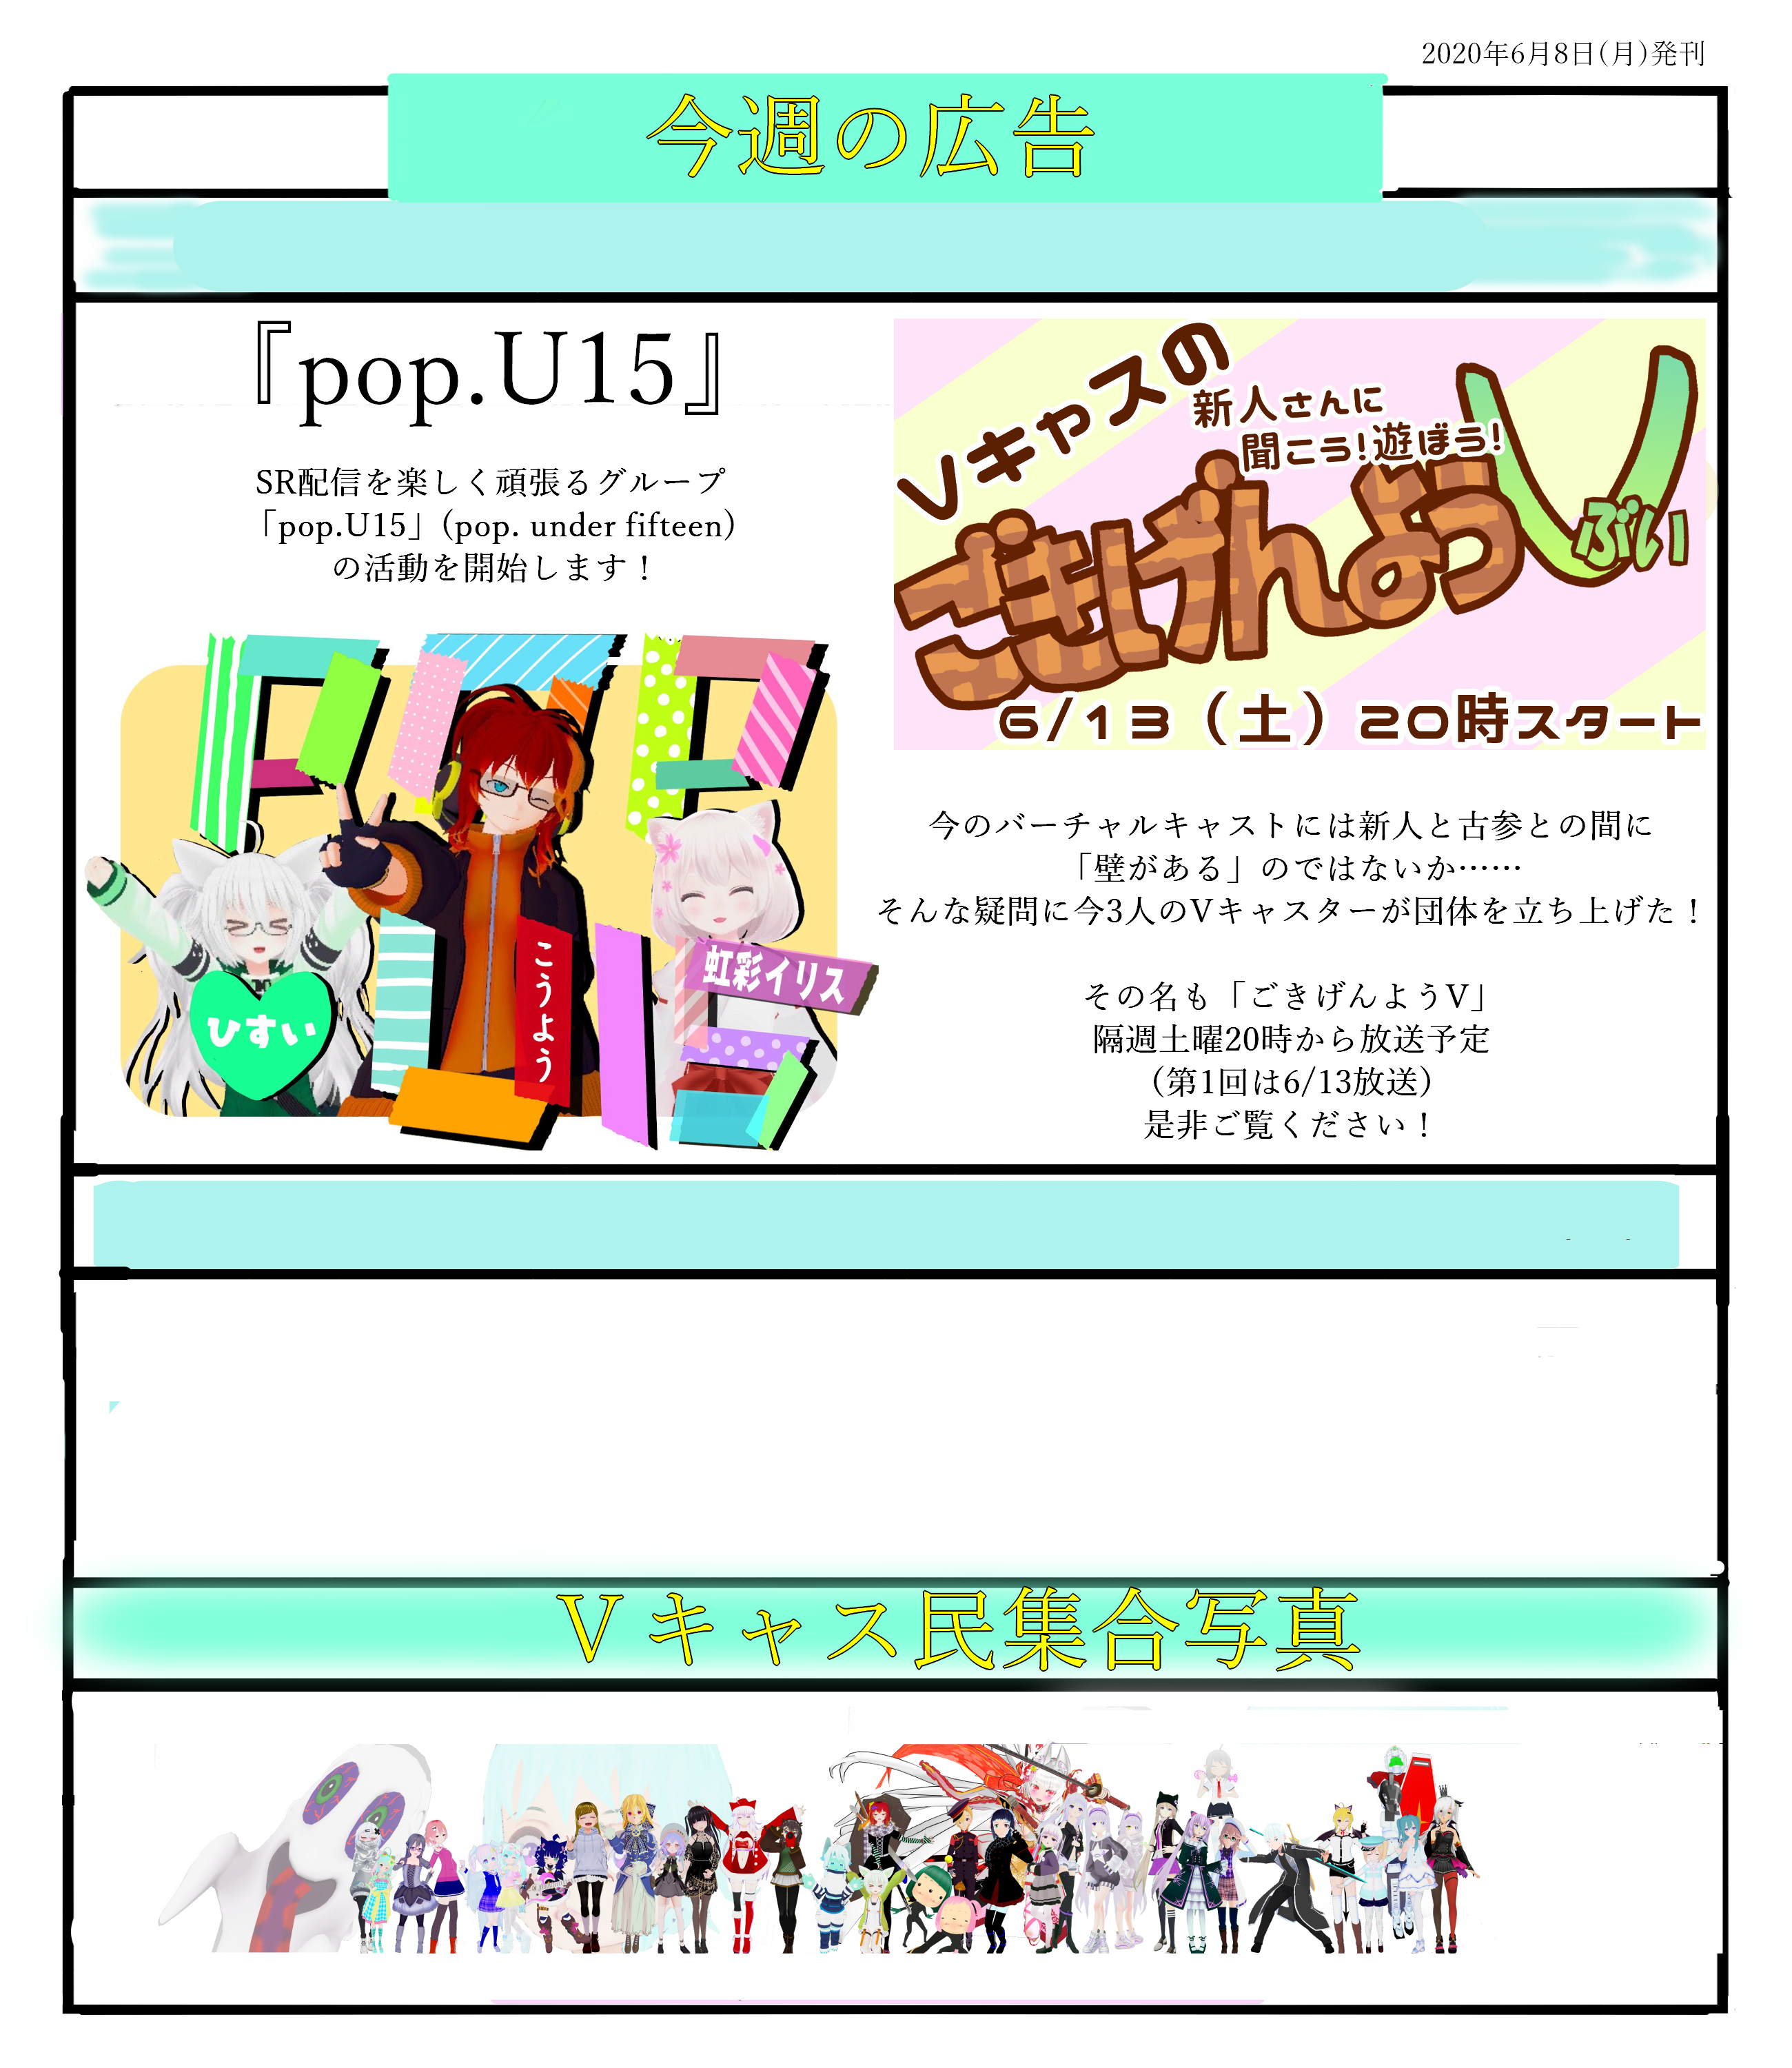 2020年6月8日(月)発刊
今週の広告
『pop.U15』
SR配信を楽しく頑張るグループ
「pop.U15」(pop. under fifteen)
の活動を開始します！
POP
ひすい
こうよう
虹彩イリス
U15
Vキャスの
新人さんに
聞こう!遊ぼう!
ごきげんようV
ぶい
6/13（土）20時スタート
今のバーチャルキャストには新人と古参との間に
「壁がある」のではないか……
そんな疑問に今3人のVキャスターが団体を立ち上げた！
その名も「ごきげんようV」
隔週土曜20時から放送予定
（第1回は6/13放送）
是非ご覧ください！
Ｖキャス民集合写真